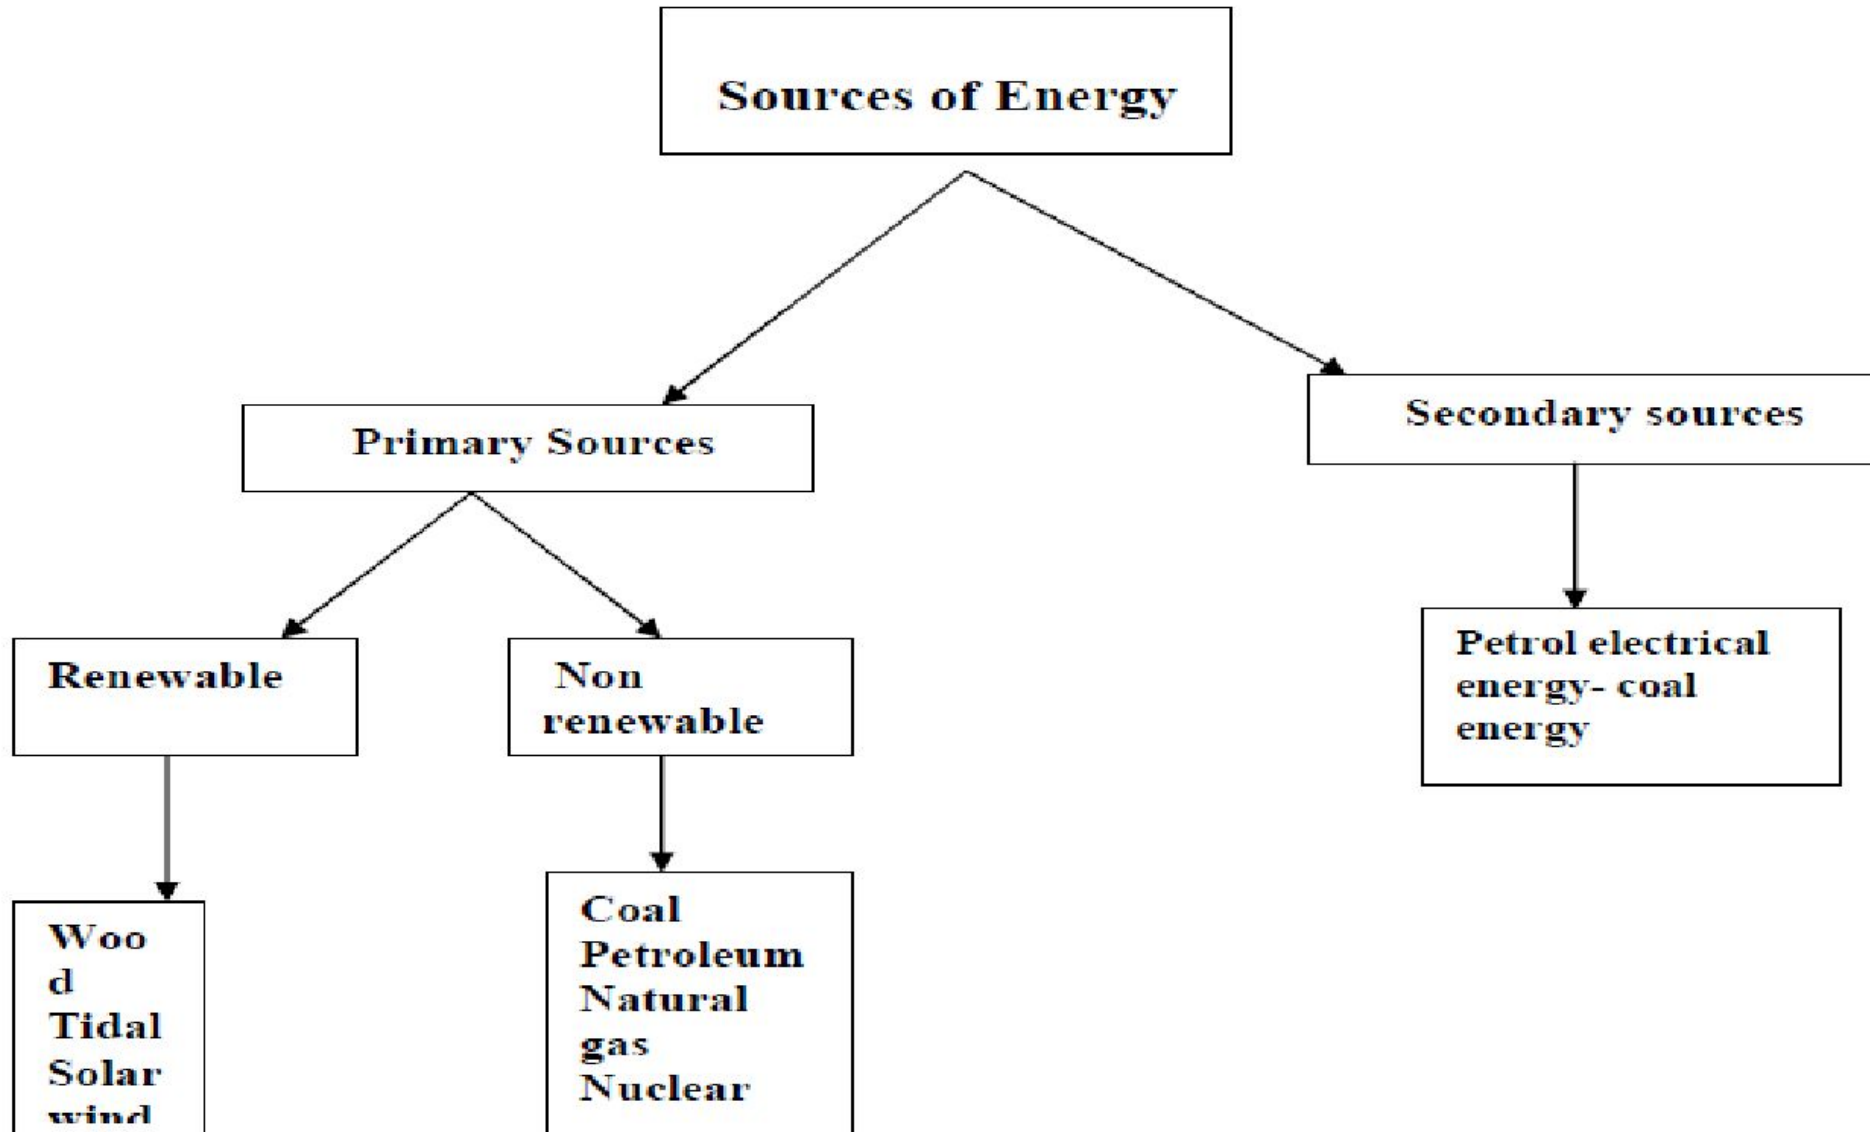 Sources of Energy
Primary Sources
Secondary sources
Renewable
Non
renewable
Petrol electrical
energy- coal
energy
Woo
d
Tidal
Solar
wind
Coal
Petroleum
Natural
gas
Nuclear